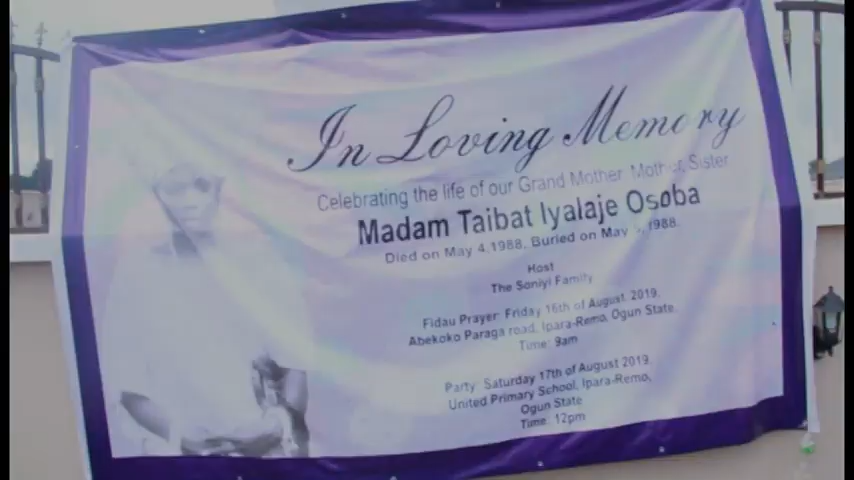 In Loving Memory
Celebrating the life of our Grand Mother, Mother, Sister
Madam Taibat Iyalaje Osoba
Died on May 4,1988, Buried on May 1988.
Host
The Soniyi Family
Fidau Prayer: Friday 16th of August, 2019,
Abekoko Paraga road, Ipara-Remo, Ogun State.
Time: 9am
Party: Saturday 17th of August 2019,
United Primary School, Ipara-Remo,
Ogun State
Time: 12pm